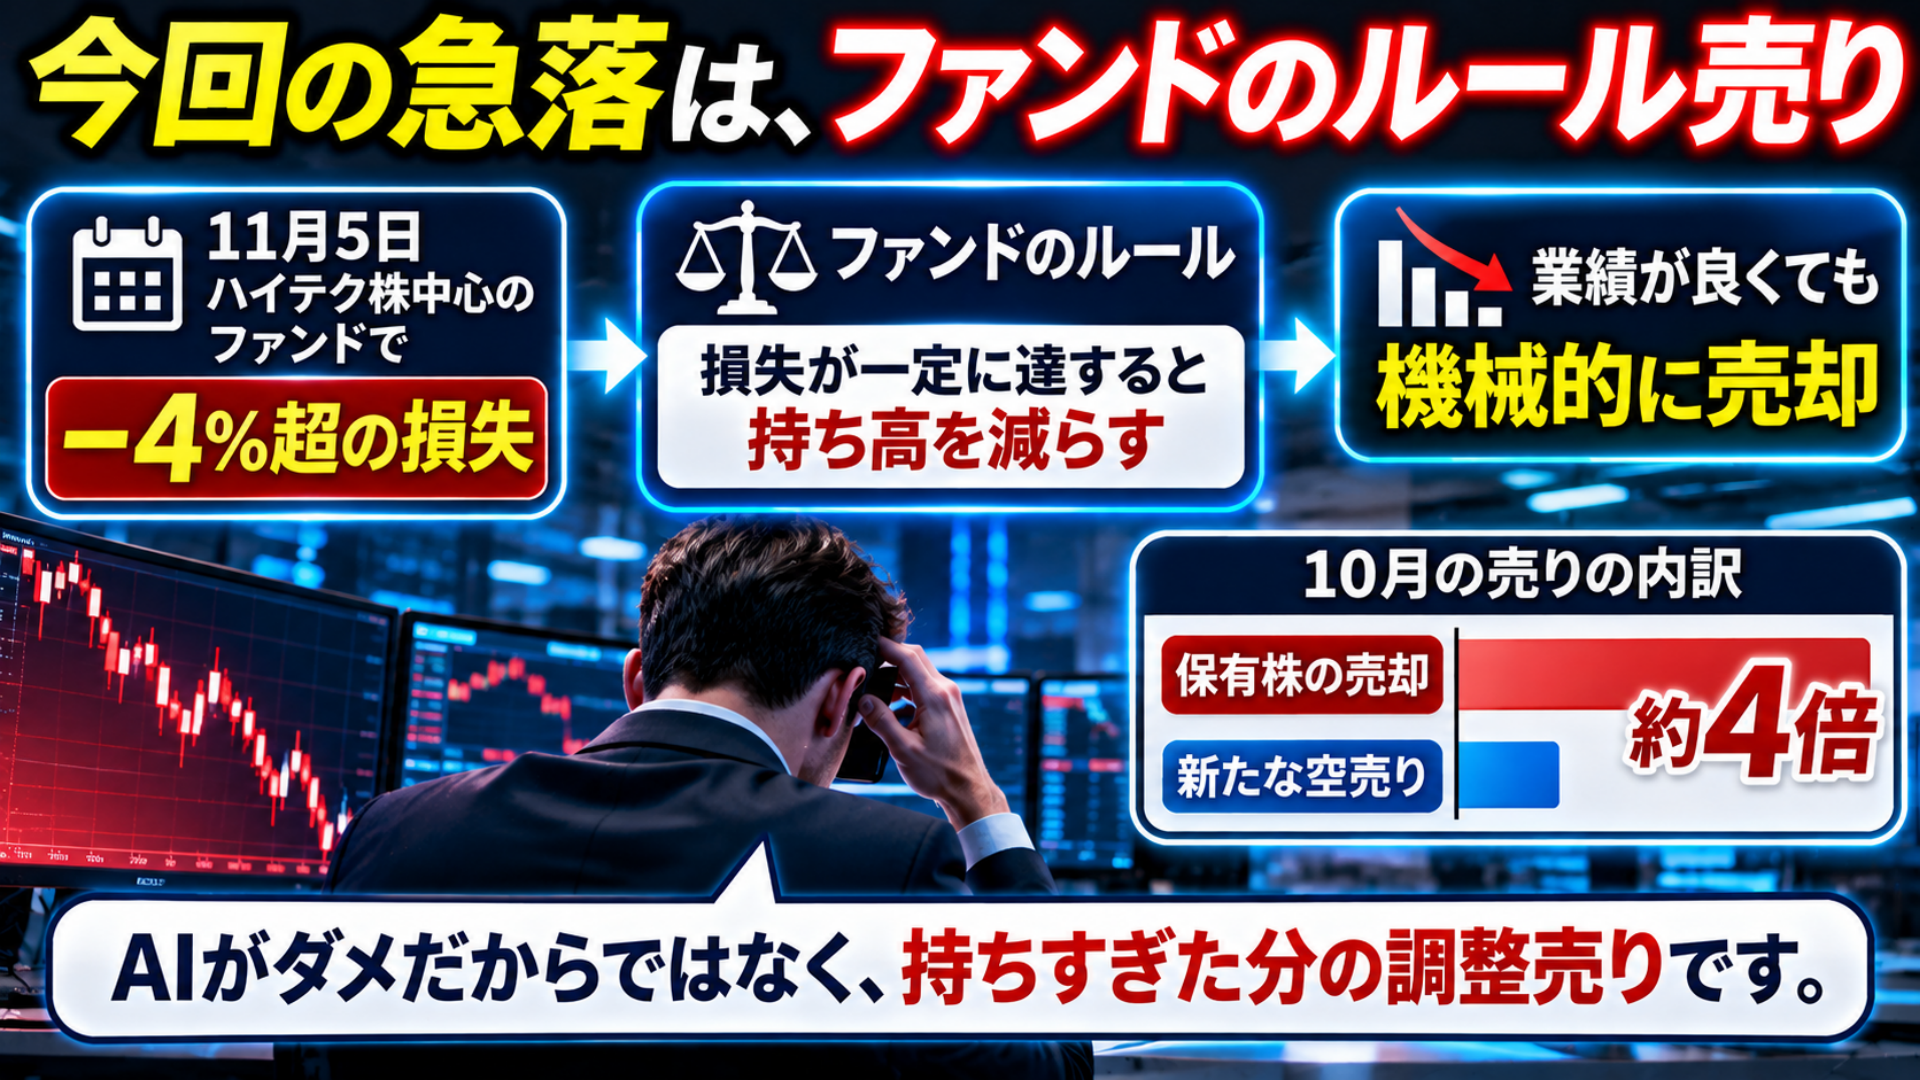 今回の急落は、ファンドのルール売り
11月5日
ハイテク株中心の
ファンドで
－4%超の損失
ファンドのルール
損失が一定に達すると
持ち高を減らす
業績が良くても
機械的に売却
10月の売りの内訳
保有株の売却
新たな空売り
約4倍
AIがダメだからではなく、持ちすぎた分の調整売りです。